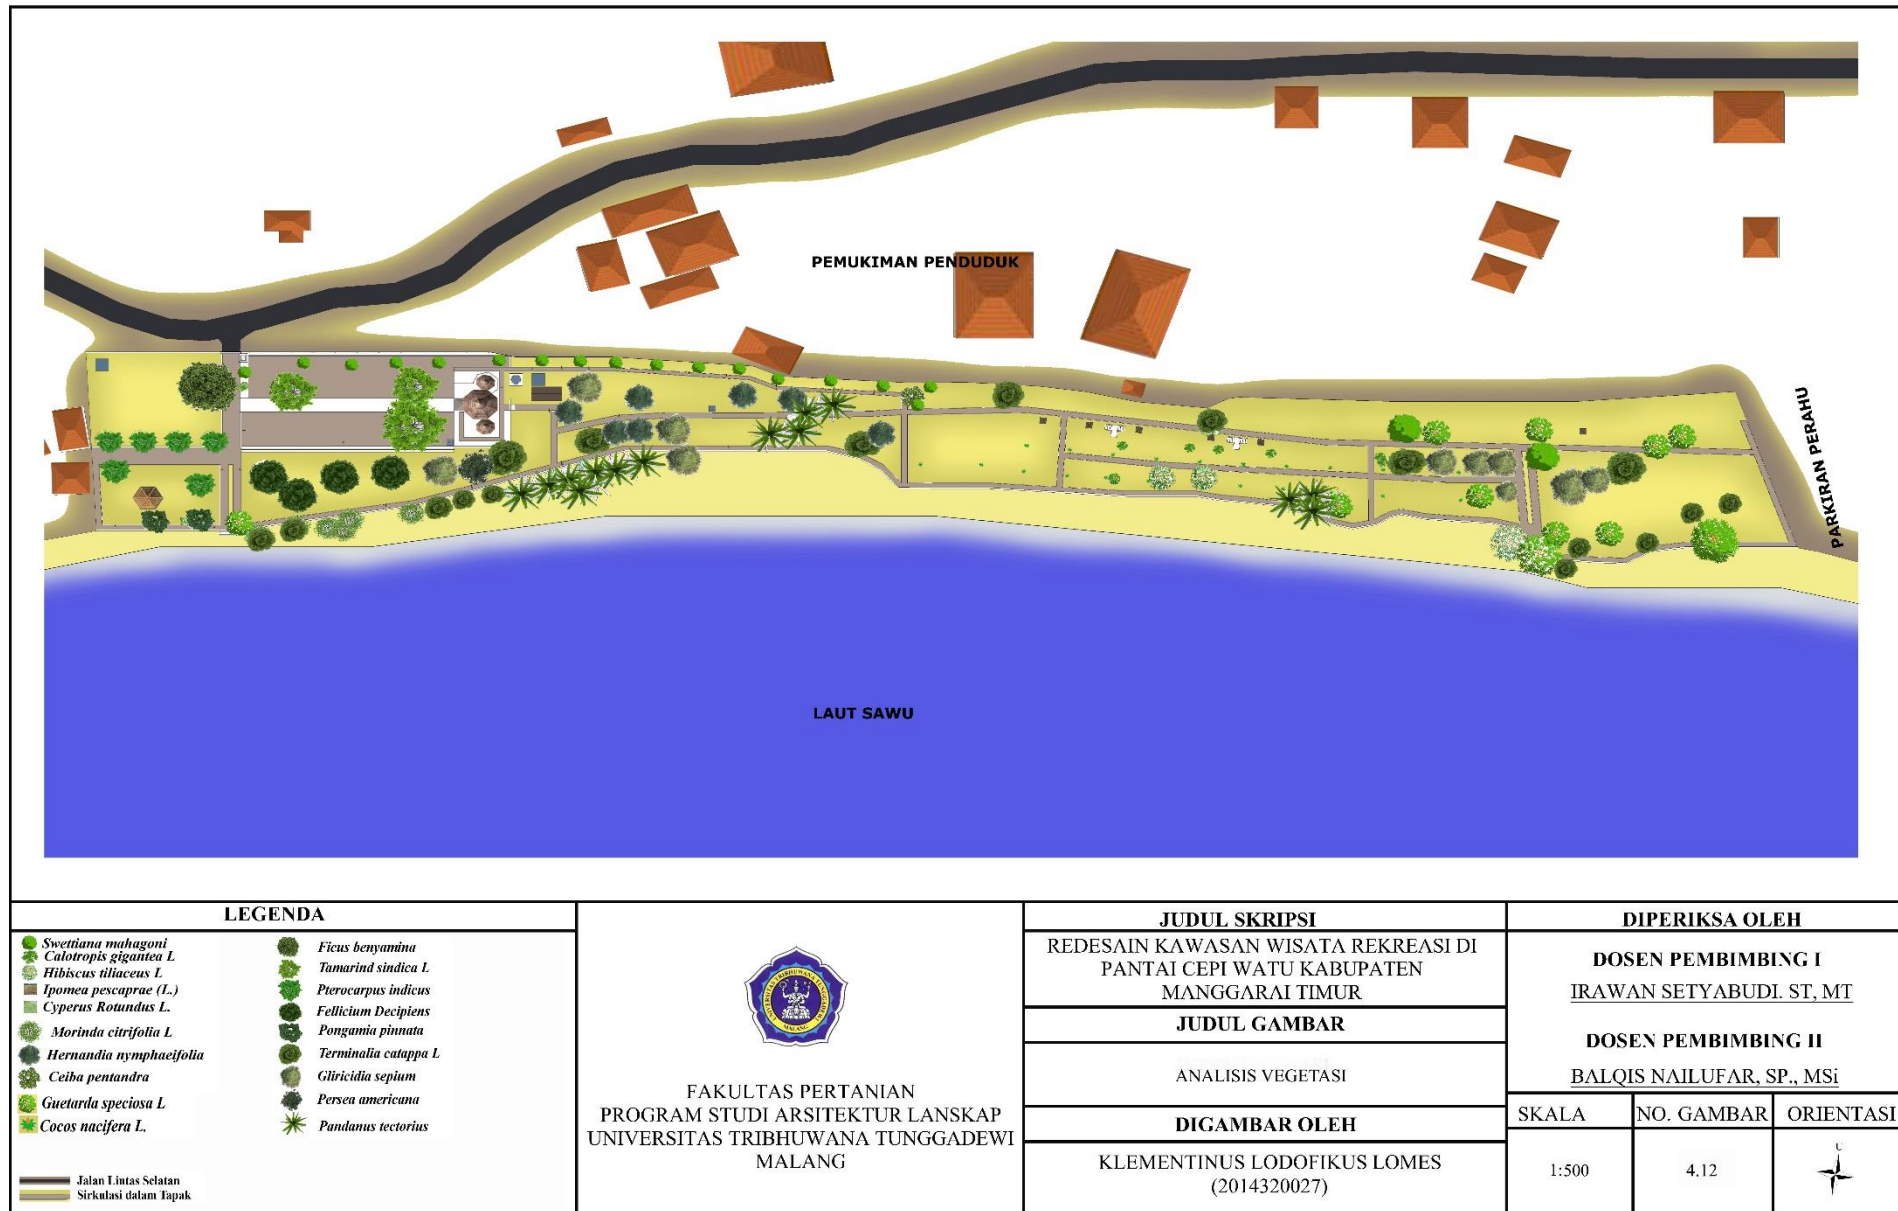 PEMUKIMAN PENDUDUK
PARKIRAN PERAHU
LAUT SAWU
LEGENDA
Swettiana mahagoni
Calotropis gigantea L
Hibiscus tiliaceus L
Ipomea pescaprae (L.)
Cyperus Rotundus L.
Morinda citrifolia L
Hernandia nymphaeifolia
Ceiba pentandra
Guetarda speciosa L
Cocos nacifera L.
Ficus benyamina
Tamarind sindica L
Pterocarpus indicus
Fellicium Decipiens
Pongamia pinnata
Terminalia catappa L
Gliricidia sepium
Persea americana
Pandanus tectorius
Jalan Lintas Selatan
Sirkulasi dalam Tapak
UNIVERSITAS TRIBHUWANA TUNGGADEWI
MALANG
FAKULTAS PERTANIAN
PROGRAM STUDI ARSITEKTUR LANSKAP
UNIVERSITAS TRIBHUWANA TUNGGADEWI
MALANG
JUDUL SKRIPSI
REDESAIN KAWASAN WISATA REKREASI DI
PANTAI CEPI WATU KABUPATEN
MANGGARAI TIMUR
JUDUL GAMBAR
ANALISIS VEGETASI
DIGAMBAR OLEH
KLEMENTINUS LODOFIKUS LOMES
(2014320027)
DIPERIKSA OLEH
DOSEN PEMBIMBING I
IRAWAN SETYABUDI. ST, MT
DOSEN PEMBIMBING II
BALQIS NAILUFAR, SP., MSi
SKALA NO. GAMBAR ORIENTASI
1:500 4.12 U